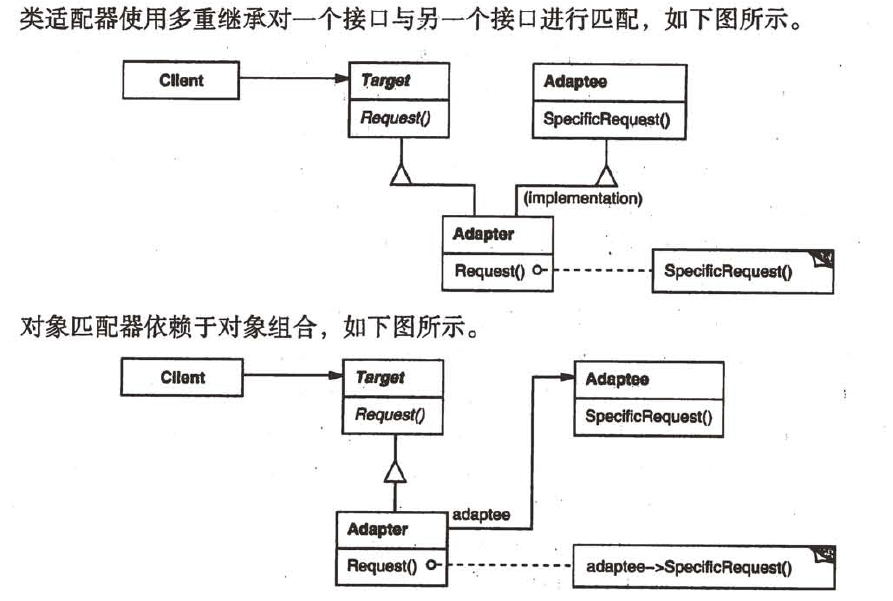 类适配器使用多重继承对一个接口与另一个接口进行匹配，如下图所示。
Client
Target
Request()
Adaptee
SpecificRequest()
(implementation)
Adapter
Request()
SpecificRequest()
对象匹配器依赖于对象组合，如下图所示。
Client
Target
Request()
Adaptee
SpecificRequest()
adaptee
Adapter
Request()
adaptee–>SpecificRequest()